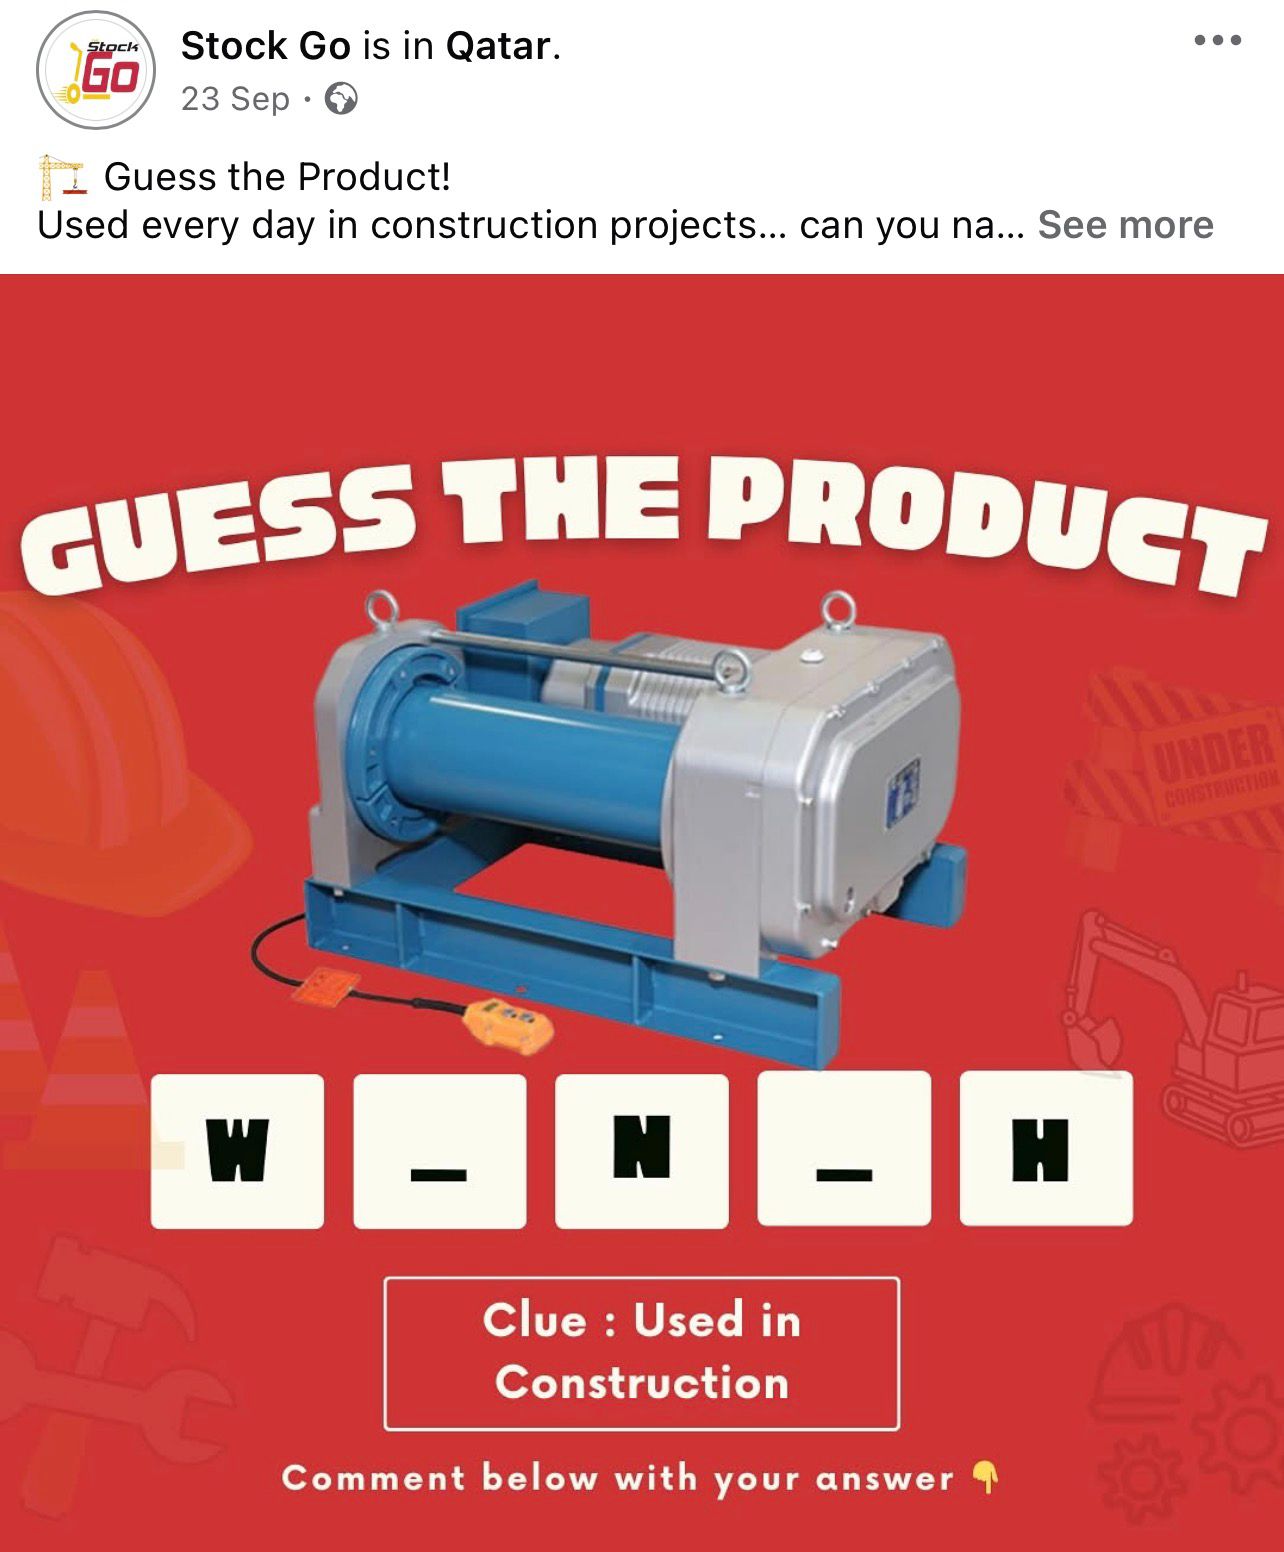 Stock
GO
Stock Go is in Qatar.
23 Sep ·
🏗️ Guess the Product!
Used every day in construction projects... can you na... See more
GUESS THE PRODUCT
UNDER
CONSTRUCTION
W _ N _ H
Clue : Used in
Construction
Comment below with your answer 👇